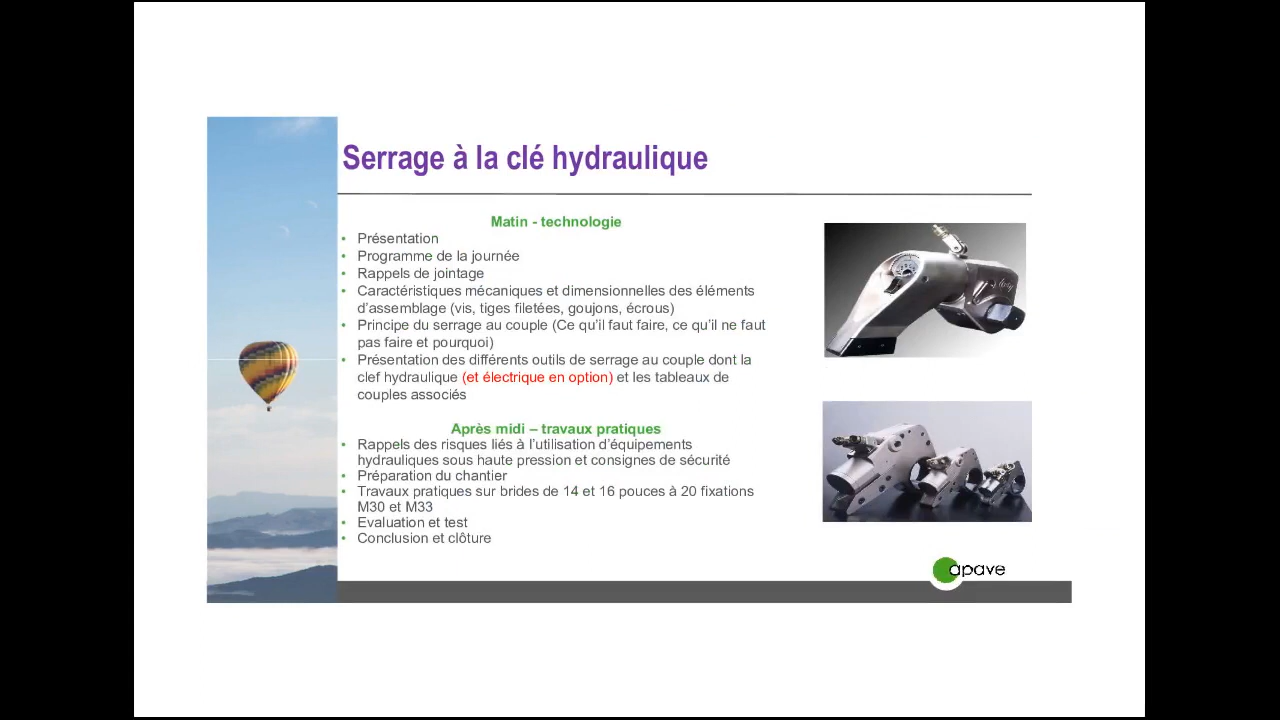 Serrage à la clé hydraulique
Matin - technologie
• Présentation
• Programme de la journée
• Rappels de jointage
• Caractéristiques mécaniques et dimensionnelles des éléments
d’assemblage (vis, tiges filetées, goujons, écrous)
• Principe du serrage au couple (Ce qu’il faut faire, ce qu’il ne faut
pas faire et pourquoi)
• Présentation des différents outils de serrage au couple dont la
clef hydraulique (et électrique en option) et les tableaux de
couples associés
Après midi – travaux pratiques
• Rappels des risques liés à l’utilisation d’équipements
hydrauliques sous haute pression et consignes de sécurité
• Préparation du chantier
• Travaux pratiques sur brides de 14 et 16 pouces à 20 fixations
M30 et M33
• Evaluation et test
• Conclusion et clôture
apave